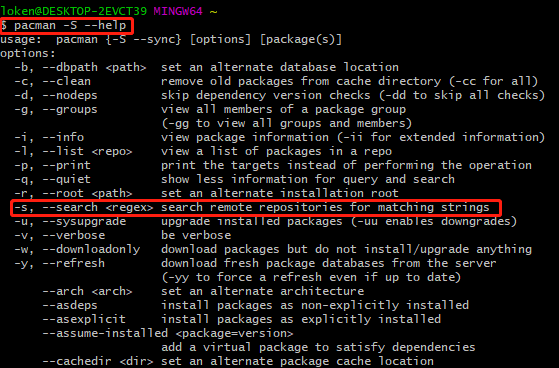 loken@DESKTOP-2EVCT39 MINGW64 ~
$ pacman -S --help
usage:  pacman {-S --sync} [options] [package(s)]
options:
  -b, --dbpath <path>  set an alternate database location
  -c, --clean          remove old packages from cache directory (-cc for all)
  -d, --nodeps         skip dependency version checks (-dd to skip all checks)
  -g, --groups         view all members of a package group
                       (-gg to view all groups and members)
  -i, --info           view package information (-ii for extended information)
  -l, --list <repo>    view a list of packages in a repo
  -p, --print          print the targets instead of performing the operation
  -q, --quiet          show less information for query and search
  -r, --root <path>    set an alternate installation root
  -s, --search <regex> search remote repositories for matching strings
  -u, --sysupgrade     upgrade installed packages (-uu enables downgrades)
  -v, --verbose        be verbose
  -w, --downloadonly   download packages but do not install/upgrade anything
  -y, --refresh        download fresh package databases from the server
                       (-yy to force a refresh even if up to date)
      --arch <arch>    set an alternate architecture
      --asdeps         install packages as non-explicitly installed
      --asexplicit     install packages as explicitly installed
      --assume-installed <package=version>
                       add a virtual package to satisfy dependencies
      --cachedir <dir> set an alternate package cache location